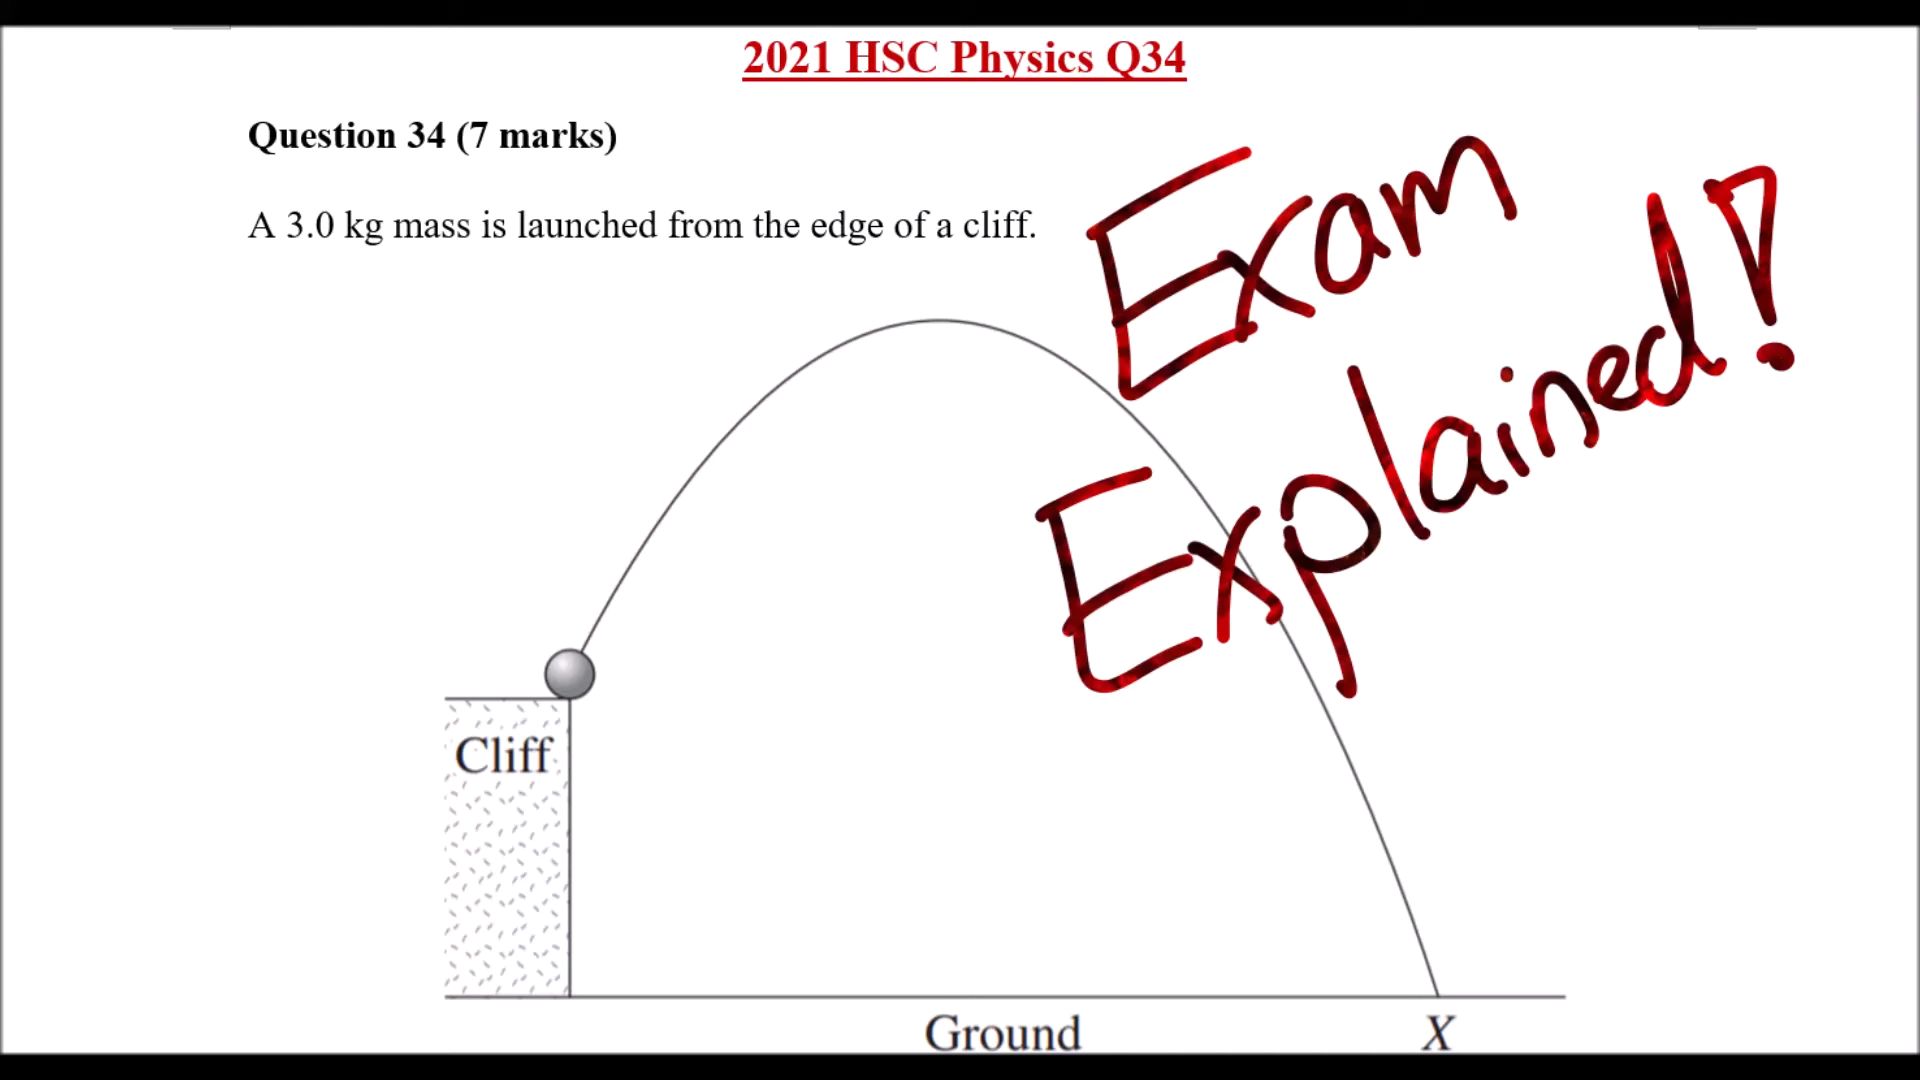 2021 HSC Physics Q34
Question 34 (7 marks)
A 3.0 kg mass is launched from the edge of a cliff.
Exam
Explained!
Cliff
Ground
X